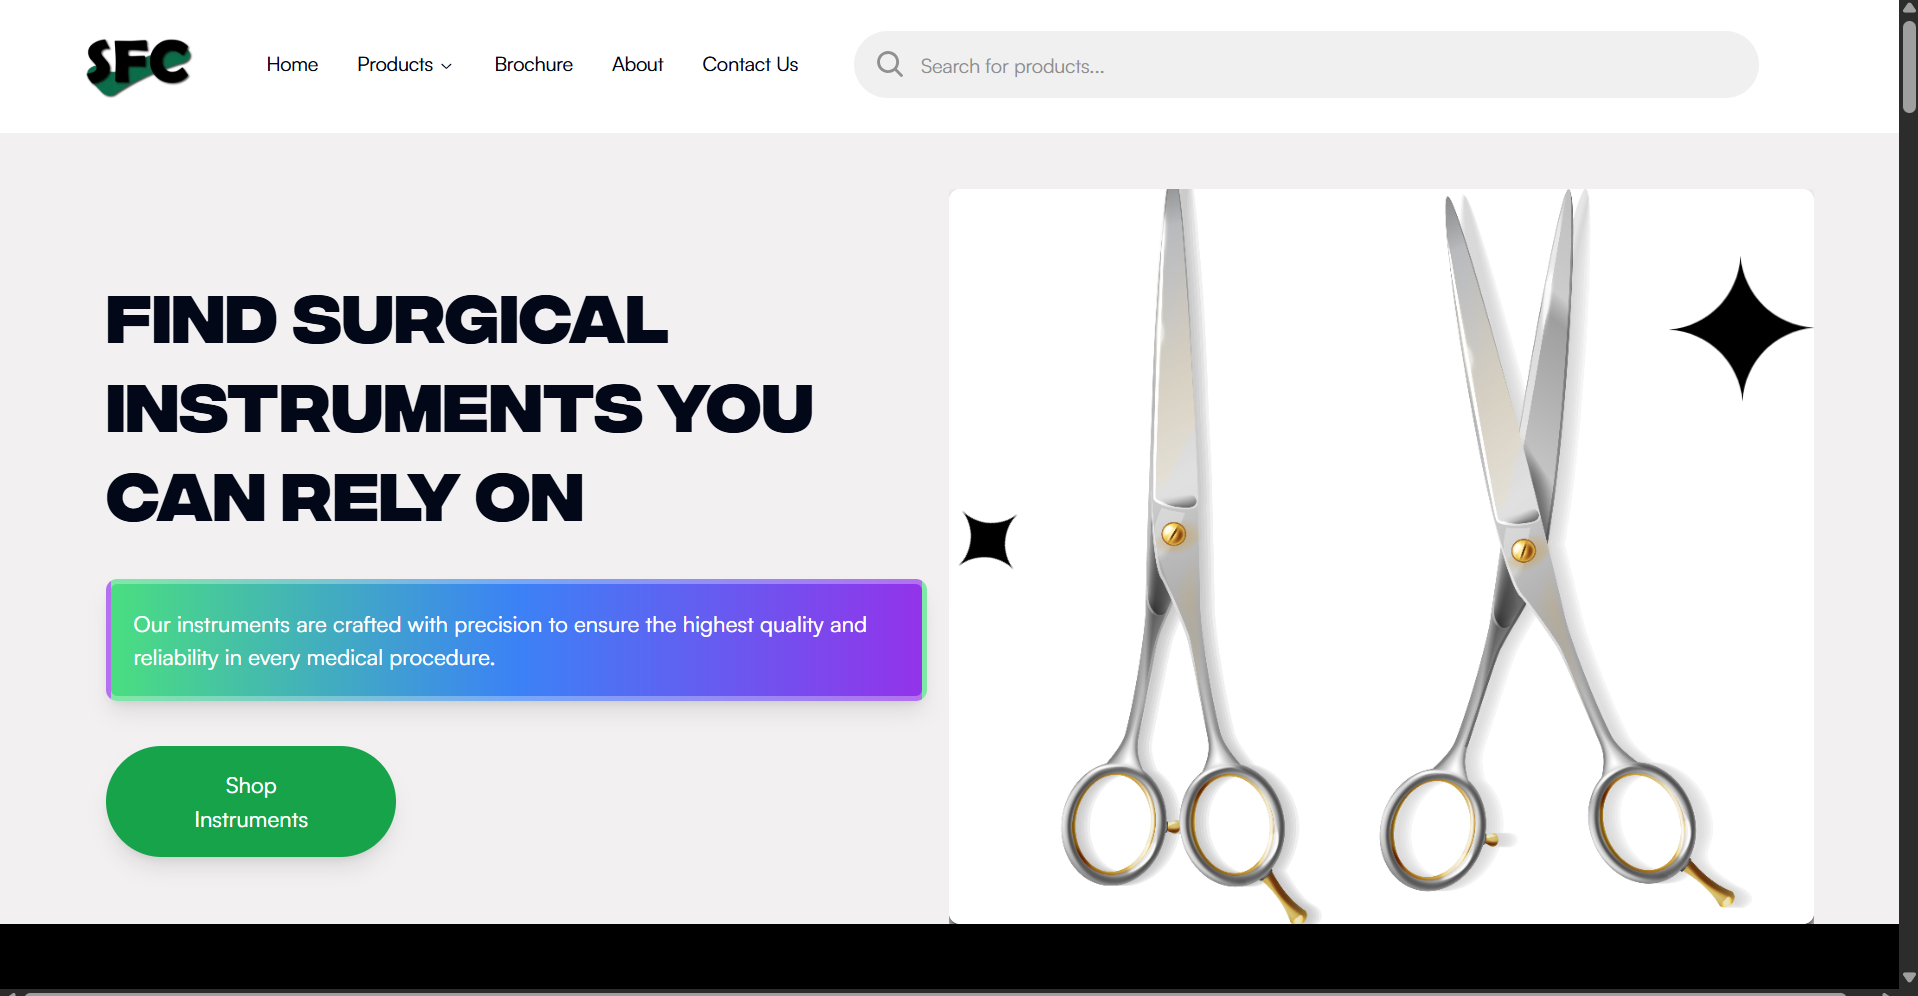 SFC
Home
Products
Brochure
About
Contact Us
Search for products...
FIND SURGICAL
INSTRUMENTS YOU
CAN RELY ON
Our instruments are crafted with precision to ensure the highest quality and
reliability in every medical procedure.
Shop
Instruments